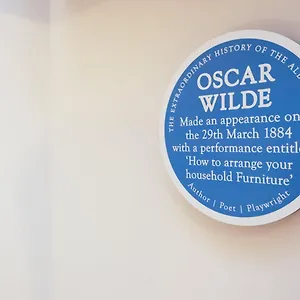 THE EXTRAORDINARY HISTORY OF THE
OSCAR
WILDE
Made an appearance on
the 29th March 1884
with a performance
'How to arrange your
household Furniture'
Author | Poet | Playwright